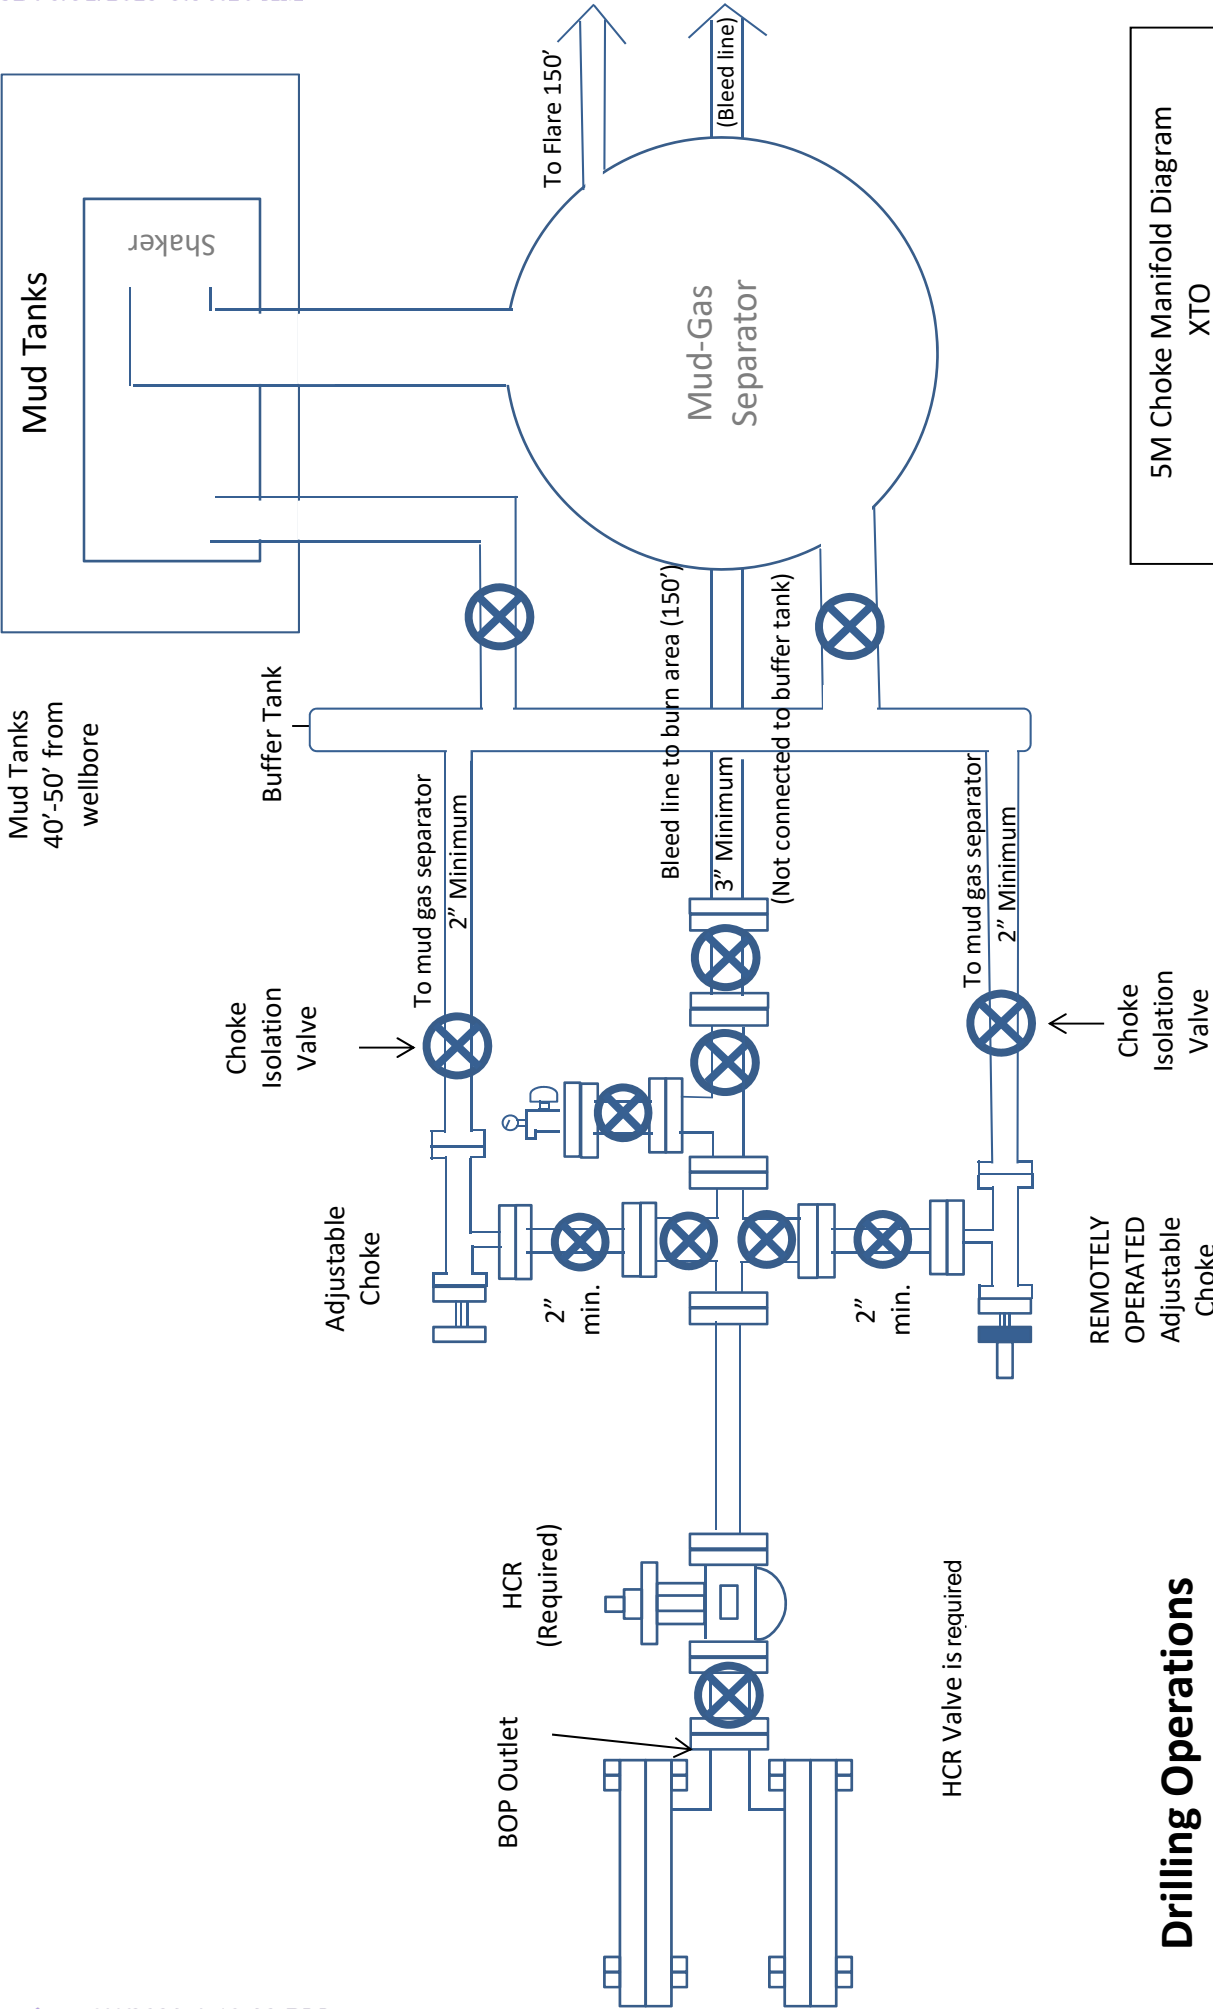 Mud Tanks
40’-50’ from
wellbore
Mud Tanks
Shaker
Buffer Tank
Choke
Isolation
Valve
To mud gas separator
2” Minimum
Adjustable
Choke
2”
min.
To Flare 150’
(Bleed line)
Mud-Gas
Separator
Bleed line to burn area (150’)
3” Minimum
(Not connected to buffer tank)
HCR
(Required)
BOP Outlet
HCR Valve is required
2”
min.
To mud gas separator
2” Minimum
Choke
Isolation
Valve
REMOTELY
OPERATED
Adjustable
Choke
Drilling Operations
5M Choke Manifold Diagram
XTO